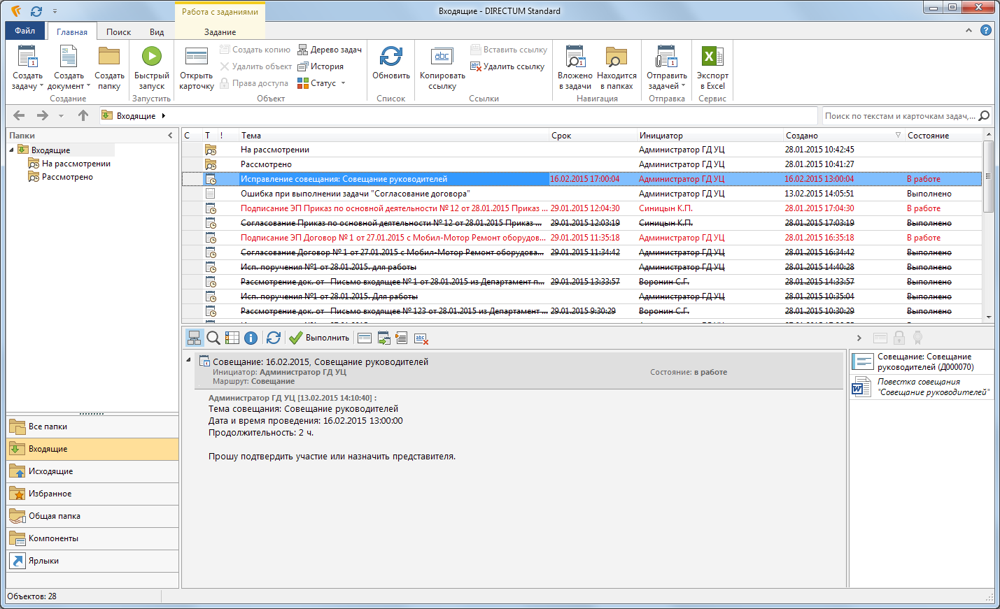 Работа с заданиями
Входящие - DIRECTUM Standard
Файл
Главная
Поиск
Вид
Задание
Создать задачу
Создать документ
Создать папку
Создание
Быстрый запуск
Запустить
Открыть карточку
Создать копию
Удалить объект
Права доступа
Дерево задач
История
Статус
Объект
Обновить
Список
Копировать ссылку
Вставить ссылку
Удалить ссылку
Ссылки
Вложено в задачи
Находится в папках
Навигация
Отправить задачей
Отправка
Экспорт в Excel
Сервис
Входящие
Поиск по текстам и карточкам задач,...
Папки
Входящие
На рассмотрении
Рассмотрено
С Т ! Тема Срок Инициатор Создано Состояние
На рассмотрении Администратор ГД УЦ 28.01.2015 10:42:45
Рассмотрено Администратор ГД УЦ 28.01.2015 10:41:27
Исправление совещания: Совещание руководителей 16.02.2015 17:00:04 Администратор ГД УЦ 16.02.2015 13:00:04 В работе
Ошибка при выполнении задачи "Согласование договора" Администратор ГД УЦ 13.02.2015 14:05:51 Выполнено
Подписание ЭП Приказ по основной деятельности № 12 от 28.01.2015 Приказ ... 29.01.2015 12:04:30 Синицын К.П. 28.01.2015 17:04:30 В работе
Согласование Приказ по основной деятельности № 12 от 28.01.2015 Приказ ... 29.01.2015 12:03:19 Синицын К.П. 28.01.2015 17:03:19 Выполнено
Подписание ЭП Договор № 1 от 27.01.2015 с Мобил-Мотор Ремонт оборудов... 29.01.2015 11:35:18 Администратор ГД УЦ 28.01.2015 16:35:18 В работе
Согласование Договор № 1 от 27.01.2015 с Мобил-Мотор Ремонт оборудова... 29.01.2015 11:34:42 Администратор ГД УЦ 28.01.2015 16:34:42 Выполнено
Исп. поручения №1 от 28.01.2015. для работы Администратор ГД УЦ 28.01.2015 14:40:28 Выполнено
Рассмотрение док. от - Письмо входящее № 1 от 28.01.2015 из Департамент п... 29.01.2015 13:33:57 Воронин С.Г. 28.01.2015 14:33:57 Выполнено
Исп. поручения №1 от 28.01.2015. Для работы Администратор ГД УЦ 28.01.2015 10:35:04 Выполнено
Рассмотрение док. от - Письмо входящее № 123 от 28.01.2015 из Департамент ... 29.01.2015 9:30:29 Воронин С.Г. 28.01.2015 10:30:29 Выполнено
Выполнить
Совещание: 16.02.2015, Совещание руководителей
Инициатор: Администратор ГД УЦ
Состояние: в работе
Маршрут: Совещание
Администратор ГД УЦ [13.02.2015 14:10:40] :
Тема совещания: Совещание руководителей
Дата и время проведения: 16.02.2015 13:00:00
Продолжительность: 2 ч.
Прошу подтвердить участие или назначить представителя.
Совещание: Совещание
руководителей (Д000070)
Повестка совещания
"Совещание руководителей"
Все папки
Входящие
Исходящие
Избранное
Общая папка
Компоненты
Ярлыки
Объектов: 28